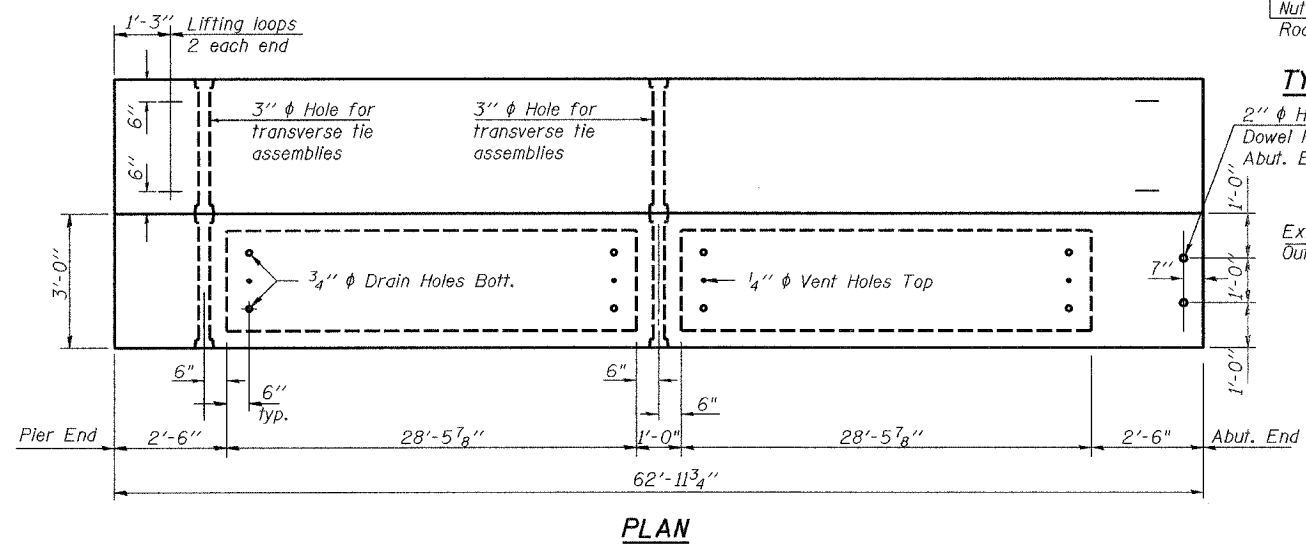 1'-3"
Lifting loops
2 each end
Nut
TY
6"
6"
3" ϕ Hole for
transverse tie
assemblies
3" ϕ Hole for
transverse tie
assemblies
2" ϕ H
Dowel
Abut. E
1'-0"
1'-0"
1'-0"
Ex
Out
7"
3'-0"
3/4" ϕ Drain Holes Bott.
1/4" ϕ Vent Holes Top
6"
6"
typ.
6"
6"
Pier End
2'-6"
28'-5 7/8"
1'-0"
28'-5 7/8"
2'-6"
Abut. End
62'-11 3/4"
PLAN